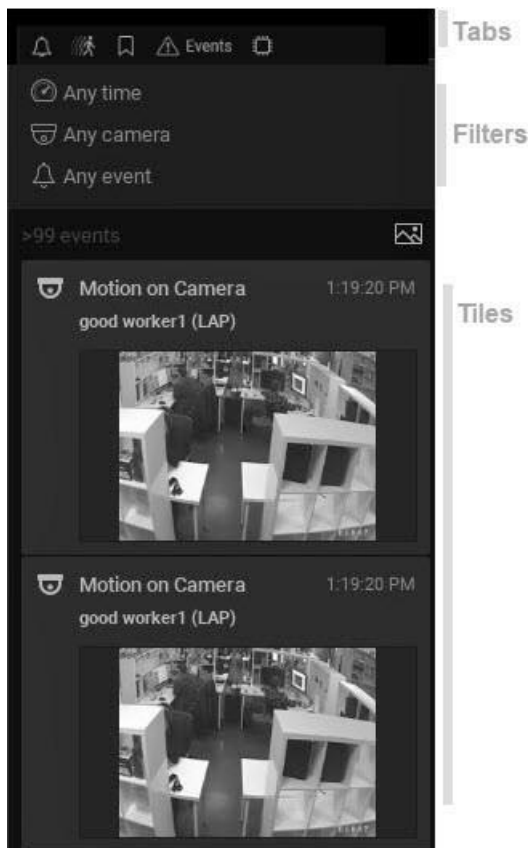 Tabs
Events
Any time
Filters
Any camera
Any event
>99 events
Motion on Camera 1:19:20 PM
Tiles
good worker1 (LAP)
Motion on Camera 1:19:20 PM
good worker1 (LAP)